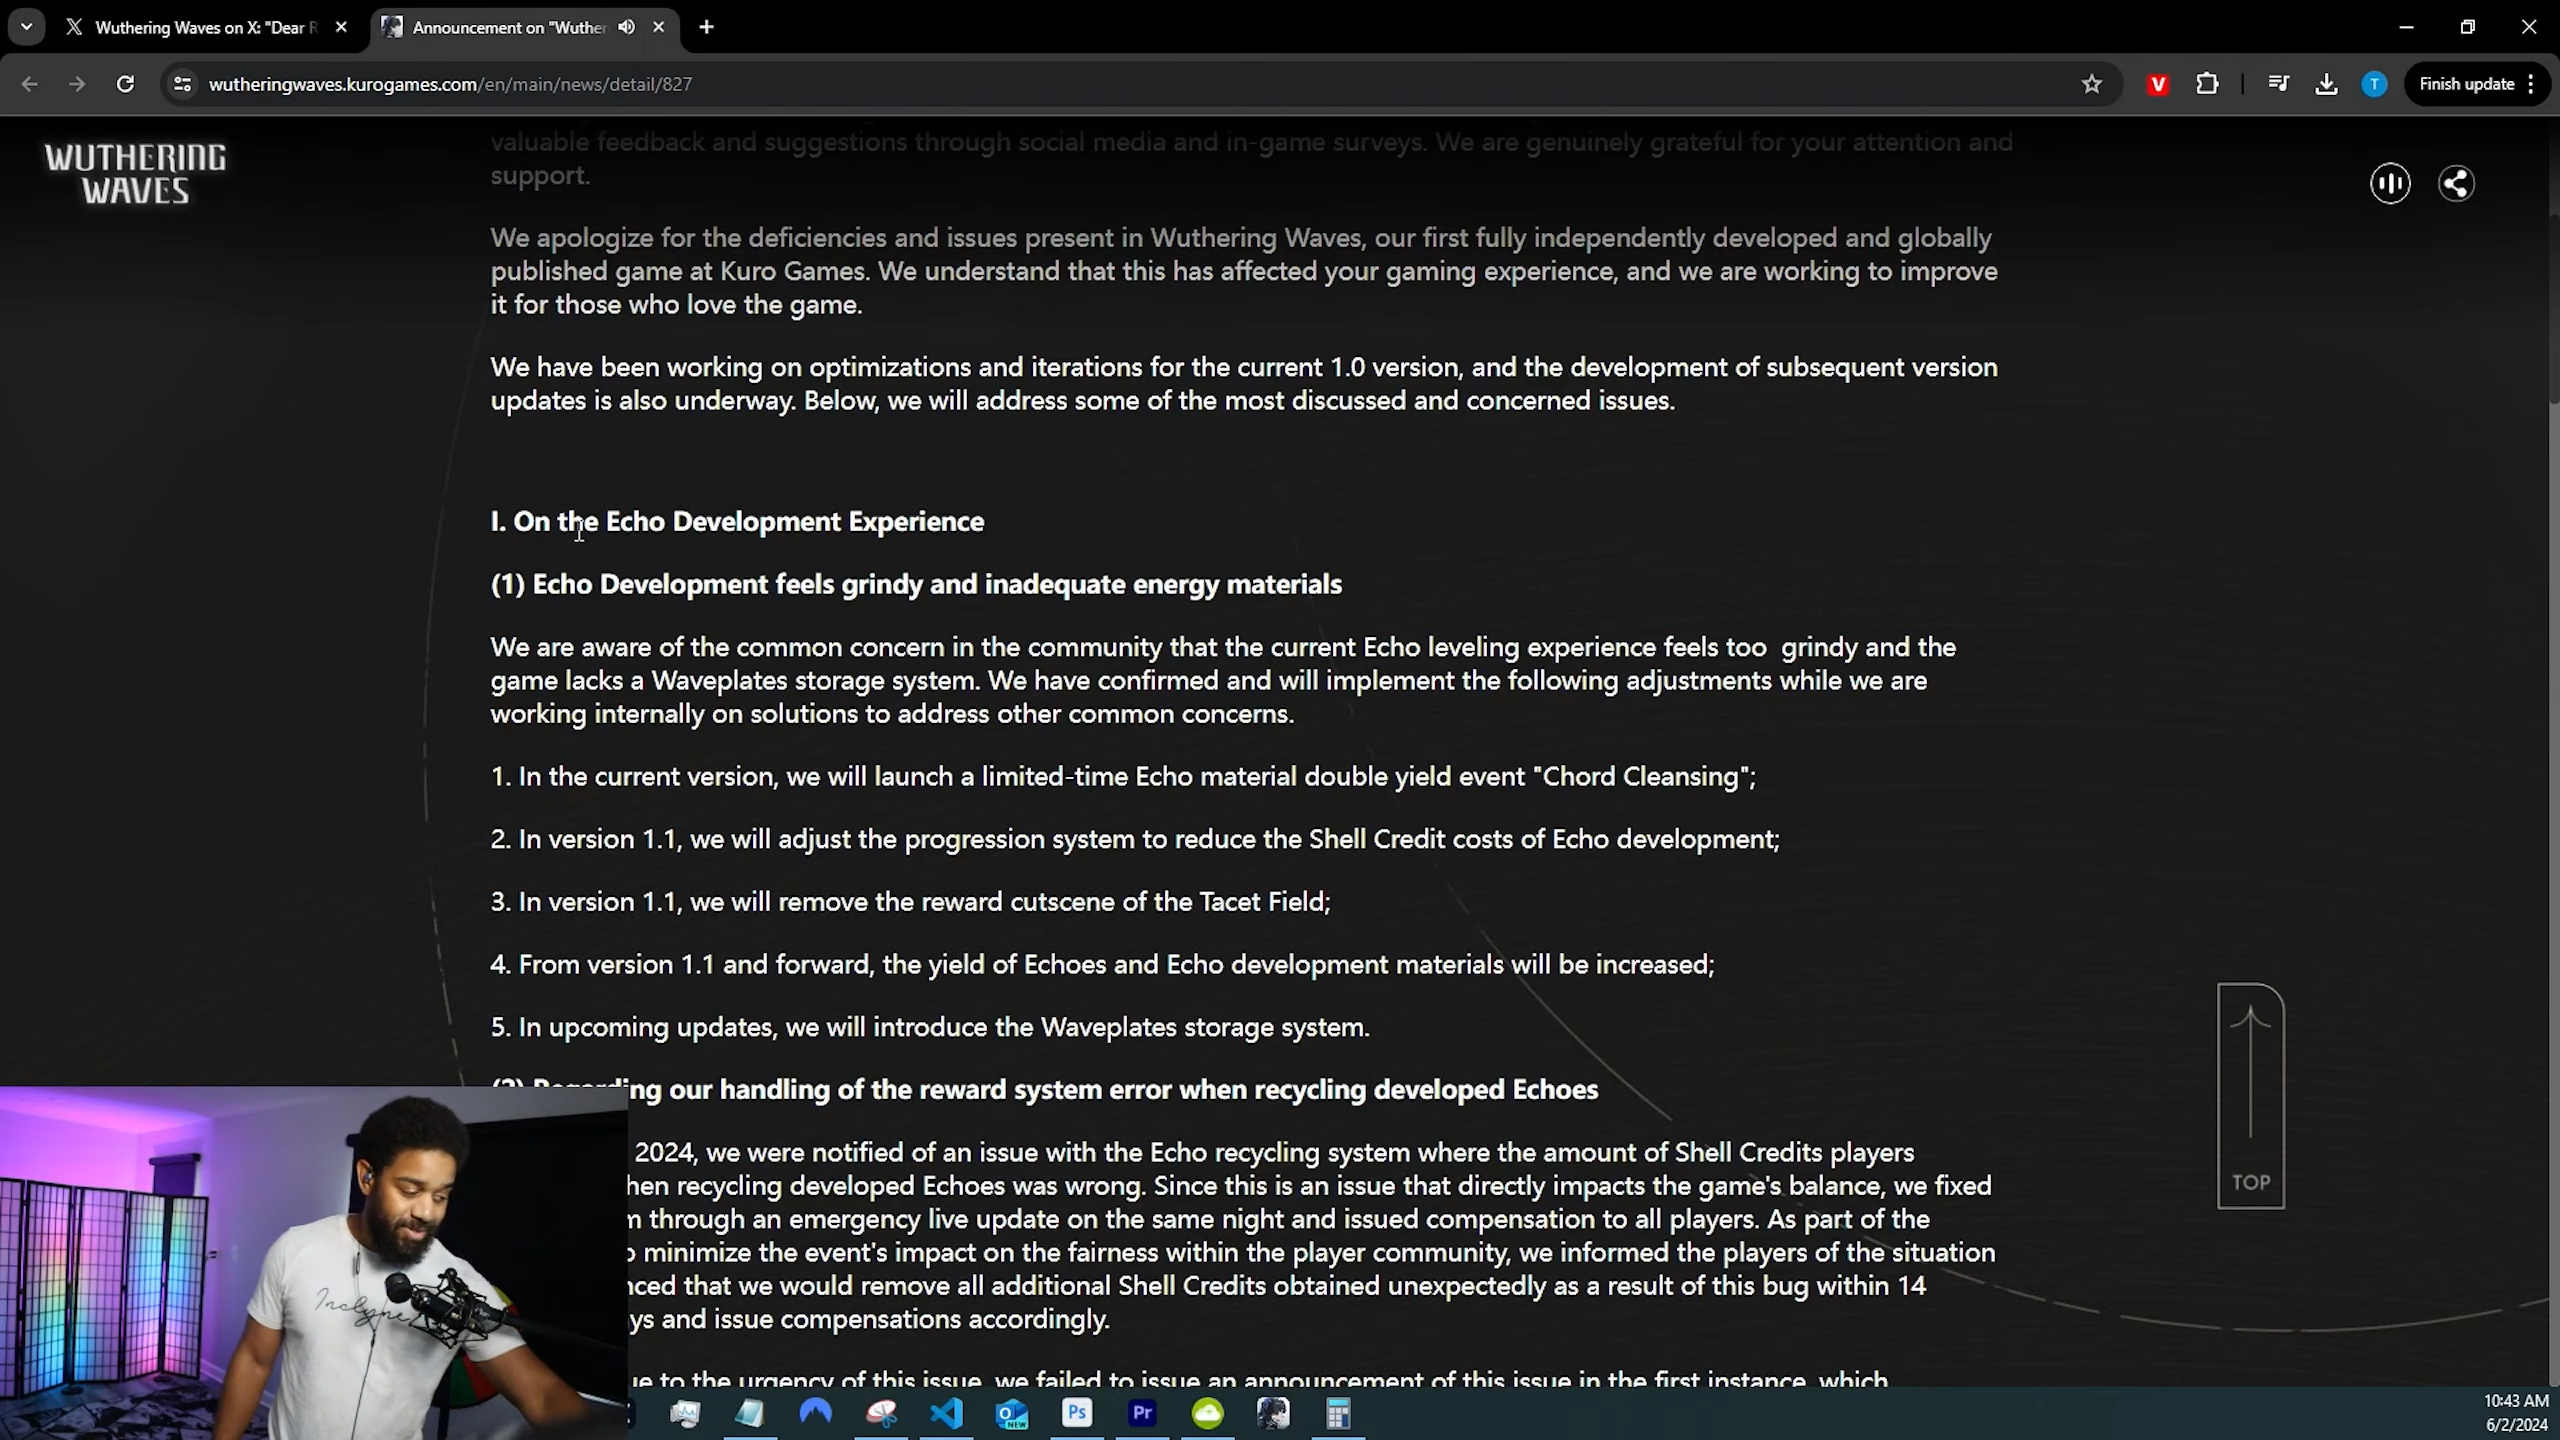 Wuthering Waves on X: "Dear R
Announcement on "Wuther
wutheringwaves.kurogames.com/en/main/news/detail/827
V
T
Finish update
WUTHERING
WAVES
valuable feedback and suggestions through social media and in-game surveys. We are genuinely grateful for your attention and
support.
We apologize for the deficiencies and issues present in Wuthering Waves, our first fully independently developed and globally
published game at Kuro Games. We understand that this has affected your gaming experience, and we are working to improve
it for those who love the game.
We have been working on optimizations and iterations for the current 1.0 version, and the development of subsequent version
updates is also underway. Below, we will address some of the most discussed and concerned issues.
I. On the Echo Development Experience
(1) Echo Development feels grindy and inadequate energy materials
We are aware of the common concern in the community that the current Echo leveling experience feels too  grindy and the
game lacks a Waveplates storage system. We have confirmed and will implement the following adjustments while we are
working internally on solutions to address other common concerns.
1. In the current version, we will launch a limited-time Echo material double yield event "Chord Cleansing";
2. In version 1.1, we will adjust the progression system to reduce the Shell Credit costs of Echo development;
3. In version 1.1, we will remove the reward cutscene of the Tacet Field;
4. From version 1.1 and forward, the yield of Echoes and Echo development materials will be increased;
5. In upcoming updates, we will introduce the Waveplates storage system.
ng our handling of the reward system error when recycling developed Echoes
2024, we were notified of an issue with the Echo recycling system where the amount of Shell Credits players
hen recycling developed Echoes was wrong. Since this is an issue that directly impacts the game's balance, we fixed
m through an emergency live update on the same night and issued compensation to all players. As part of the
o minimize the event's impact on the fairness within the player community, we informed the players of the situation
nced that we would remove all additional Shell Credits obtained unexpectedly as a result of this bug within 14
ys and issue compensations accordingly.
ue to the urgency of this issue, we failed to issue an announcement of this issue in the first instance, which
TOP
Inclyne
NEW
Ps
Pr
10:43 AM
6/2/2024